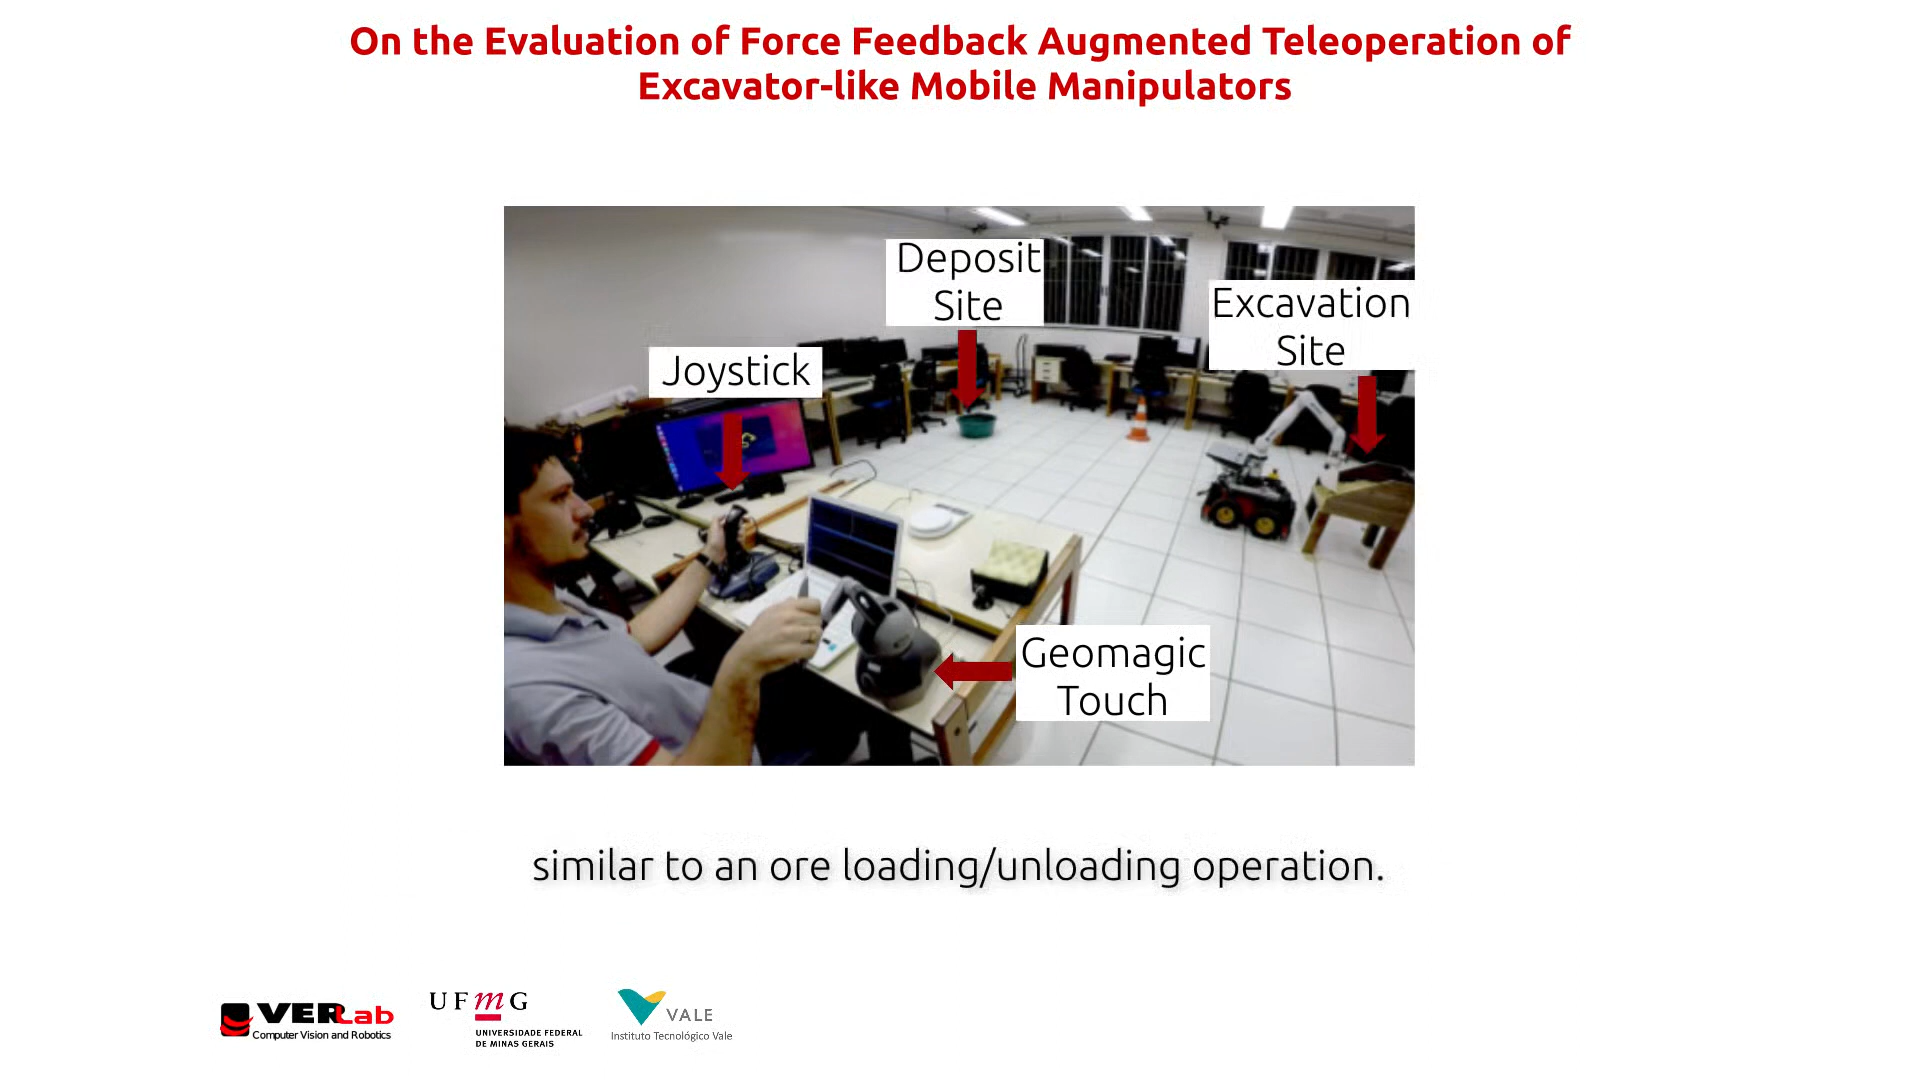 On the Evaluation of Force Feedback Augmented Teleoperation of
Excavator-like Mobile Manipulators
Deposit
Site
Excavation
Site
Joystick
Geomagic
Touch
similar to an ore loading/unloading operation.
VERLab
Computer Vision and Robotics
UFmG
UNIVERSIDADE FEDERAL
DE MINAS GERAIS
VALE
Instituto Tecnológico Vale